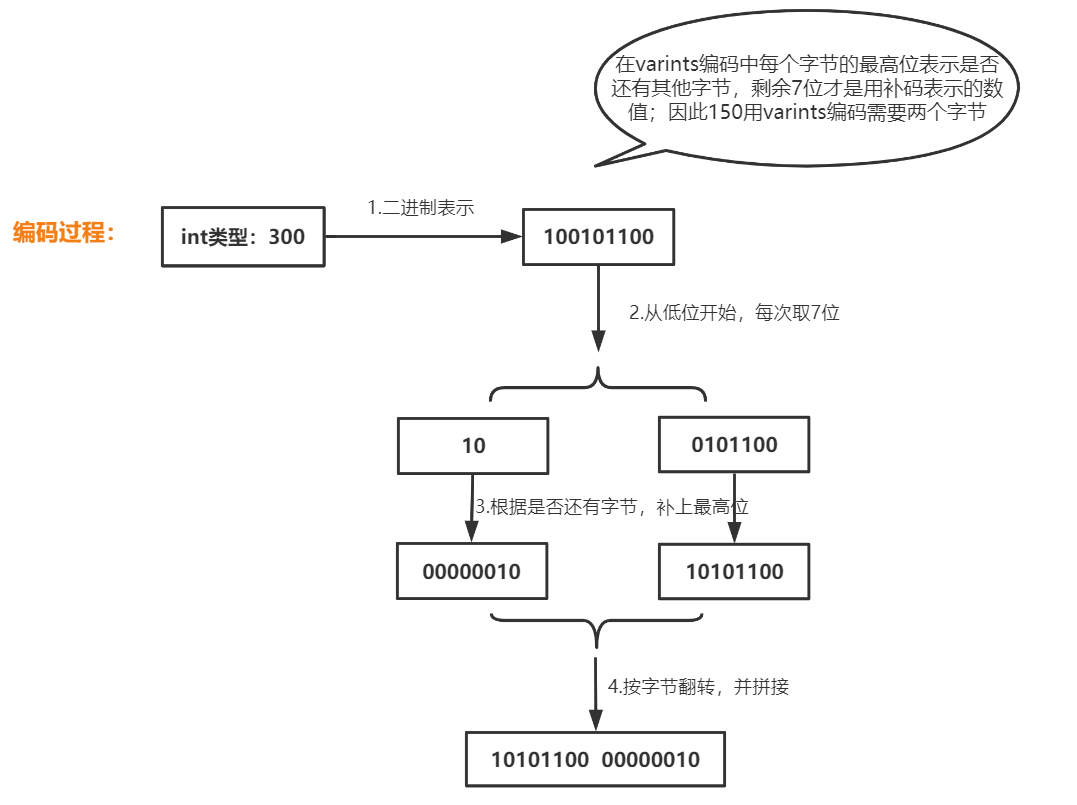 在varints编码中每个字节的最高位表示是否
还有其他字节，剩余7位才是用补码表示的数
值；因此150用varints编码需要两个字节
1.二进制表示
编码过程：
int类型：300
100101100
2.从低位开始，每次取7位
10
0101100
3.根据是否还有字节，补上最高位
00000010
10101100
4.按字节翻转，并拼接
10101100 00000010